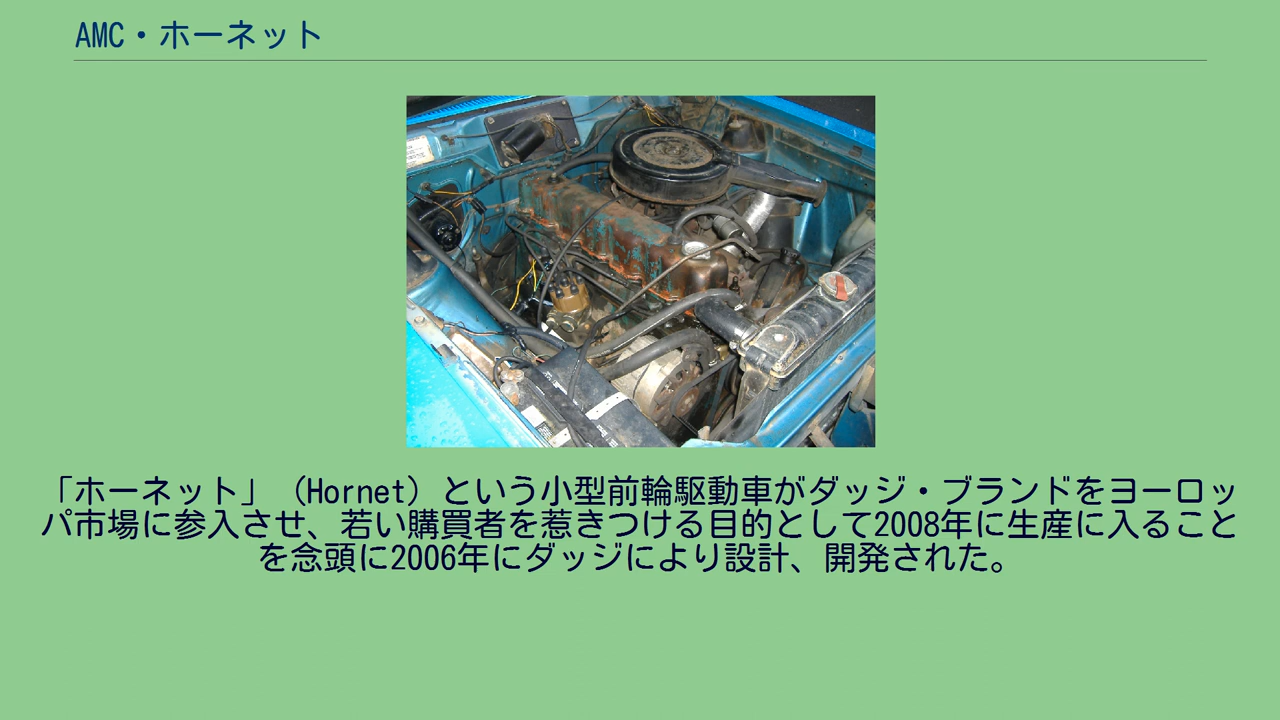 AMC・ホーネット
「ホーネット」（Hornet）という小型前輪駆動車がダッジ・ブランドをヨーロッ
パ市場に参入させ、若い購買者を惹きつける目的として2008年に生産に入ること
を念頭に2006年にダッジにより設計、開発された。